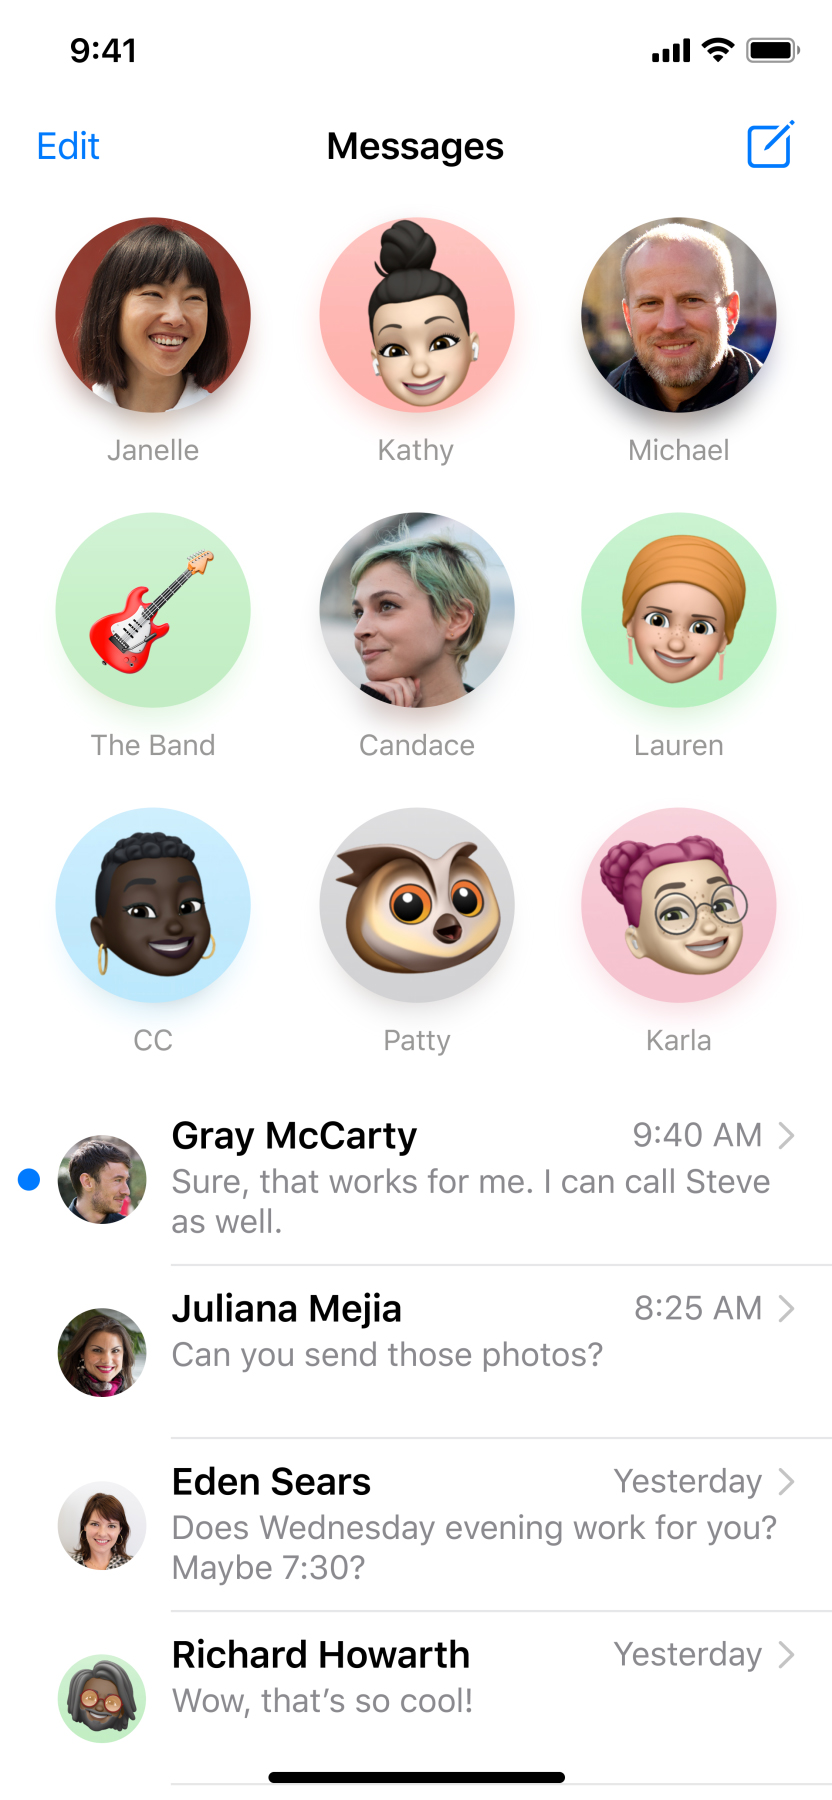 9:41
Edit Messages
Janelle Kathy Michael
The Band Candace Lauren
CC Patty Karla
Gray McCarty 9:40 AM
Sure, that works for me. I can call Steve
as well.
Juliana Mejia 8:25 AM
Can you send those photos?
Eden Sears Yesterday
Does Wednesday evening work for you?
Maybe 7:30?
Richard Howarth Yesterday
Wow, that’s so cool!